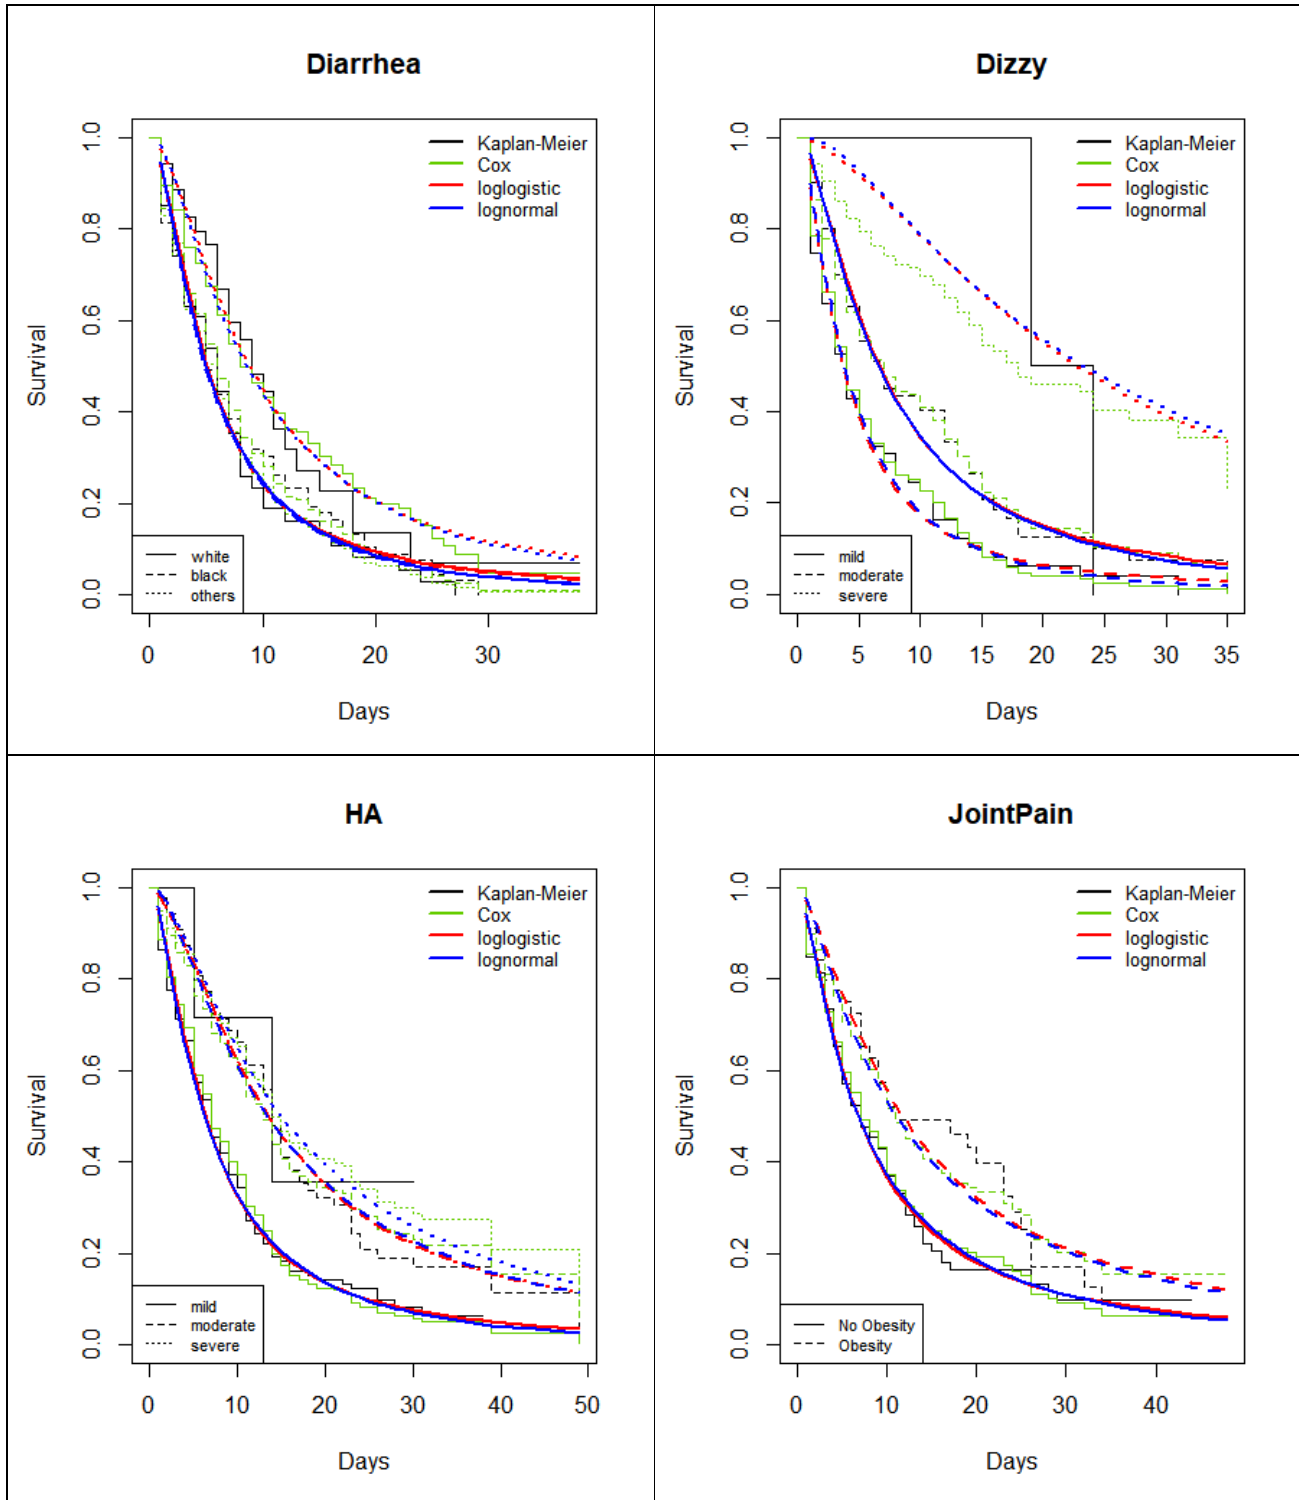 Diarrhea
Survival
1.0
0.8
0.6
0.4
0.2
0.0
Kaplan-Meier
Cox
loglogistic
lognormal
white
black
others
0 10 20 30
Days
Dizzy
Survival
1.0
0.8
0.6
0.4
0.2
0.0
Kaplan-Meier
Cox
loglogistic
lognormal
mild
moderate
severe
0 5 10 15 20 25 30 35
Days
HA
Survival
1.0
0.8
0.6
0.4
0.2
0.0
Kaplan-Meier
Cox
loglogistic
lognormal
mild
moderate
severe
0 10 20 30 40 50
Days
JointPain
Survival
1.0
0.8
0.6
0.4
0.2
0.0
Kaplan-Meier
Cox
loglogistic
lognormal
No Obesity
Obesity
0 10 20 30 40
Days